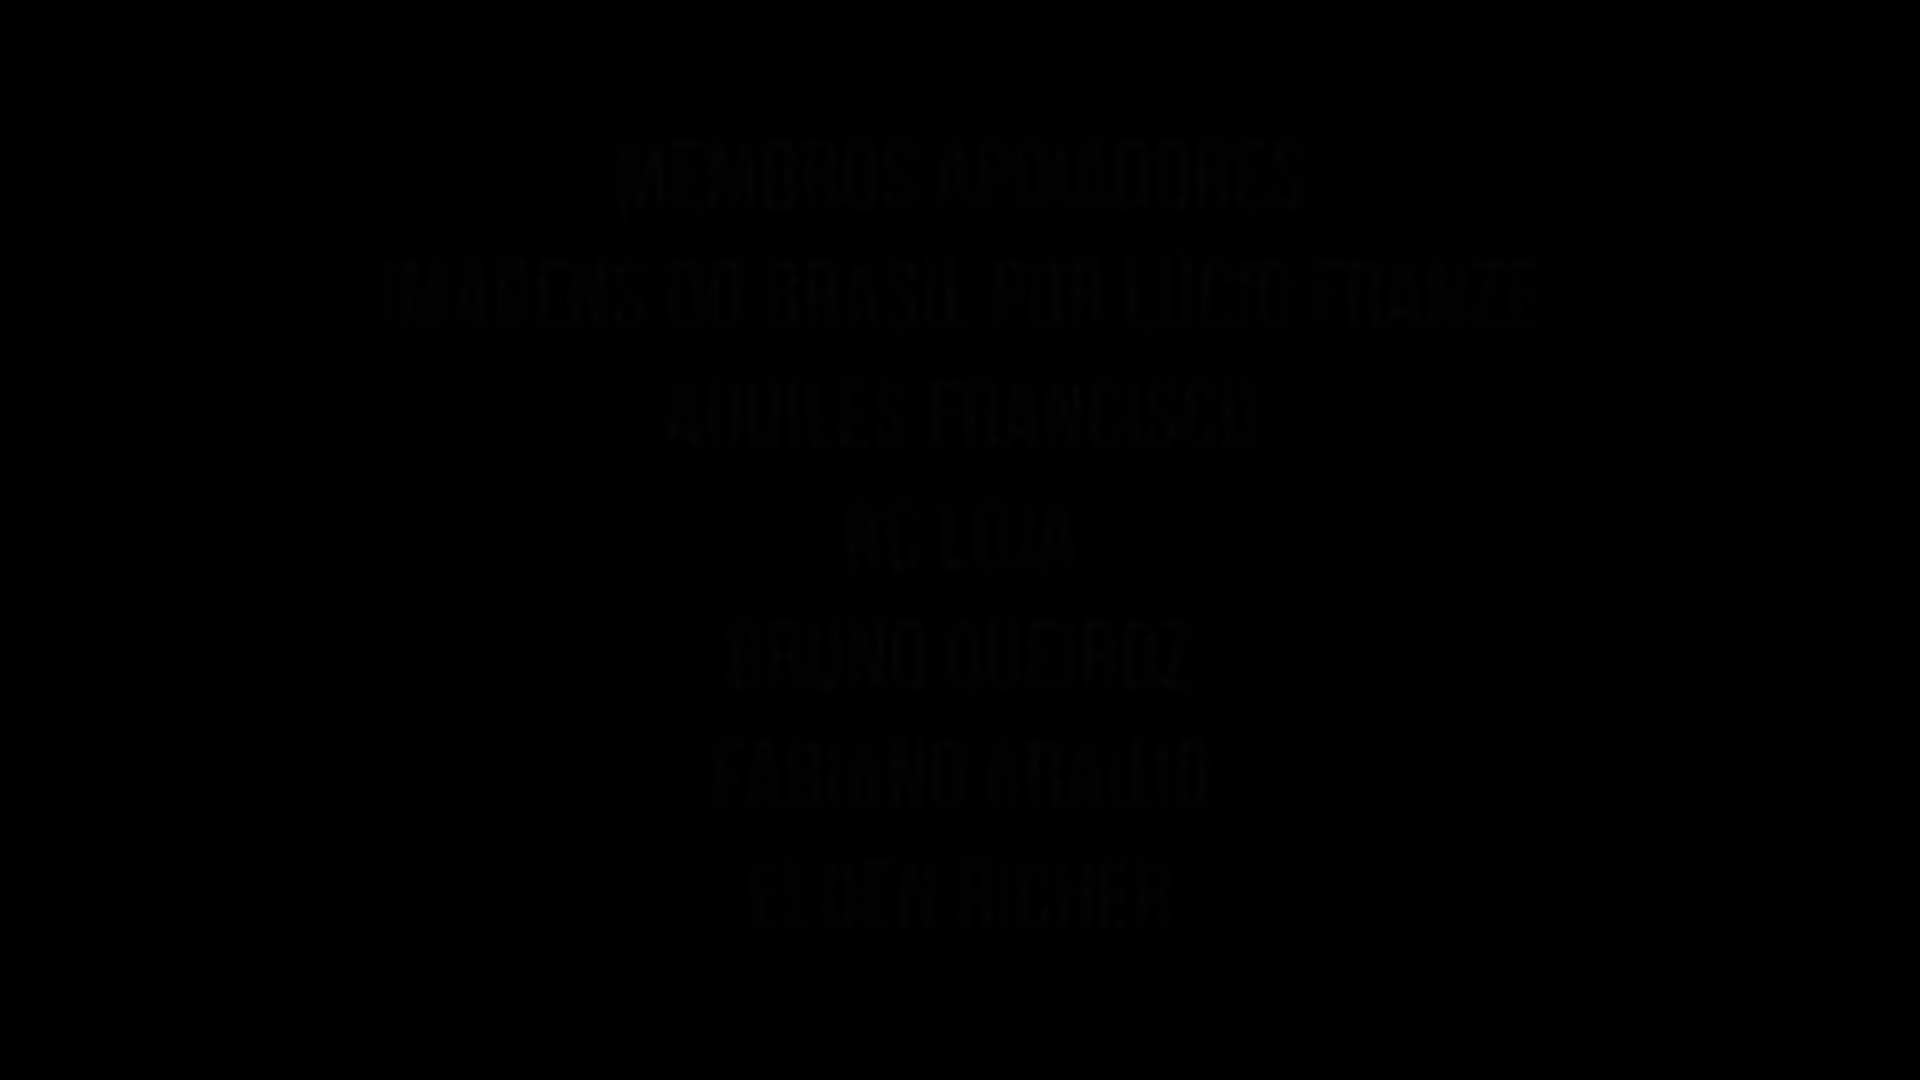 MEMBROS APOIADORES
IMAGENS DO BRASIL POR LÚCIO FRANZE
AQUILES FRANCISCO
RC LOJA
BRUNO QUEIROZ
FABIANO ARAUJO
ELDEN RICHER